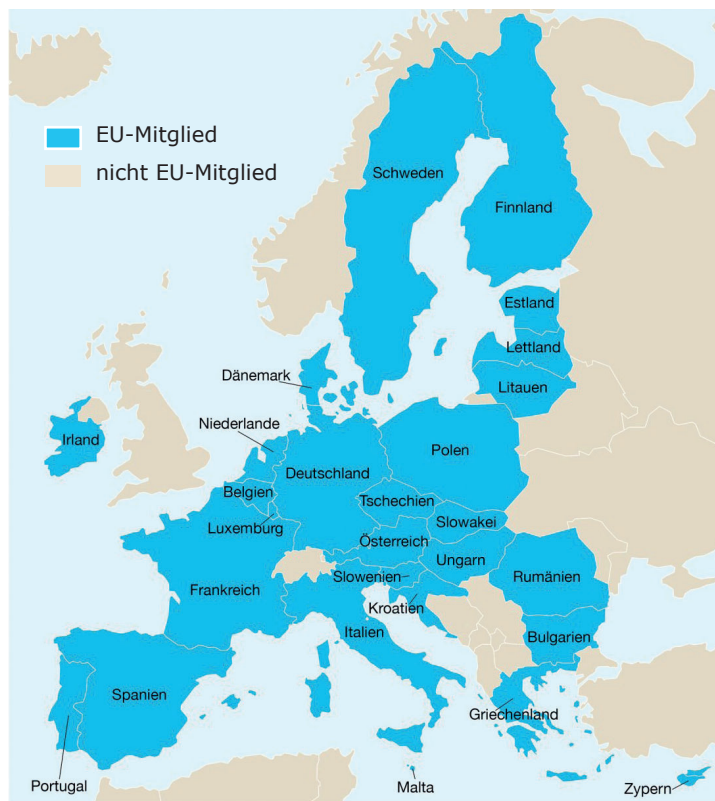 EU-Mitglied
nicht EU-Mitglied
Schweden
Finnland
Estland
Lettland
Litauen
Dänemark
Niederlande
Irland
Polen
Deutschland
Belgien
Tschechien
Luxemburg
Slowakei
Österreich
Ungarn
Slowenien
Rumänien
Frankreich
Kroatien
Italien
Bulgarien
Spanien
Griechenland
Portugal
Malta
Zypern